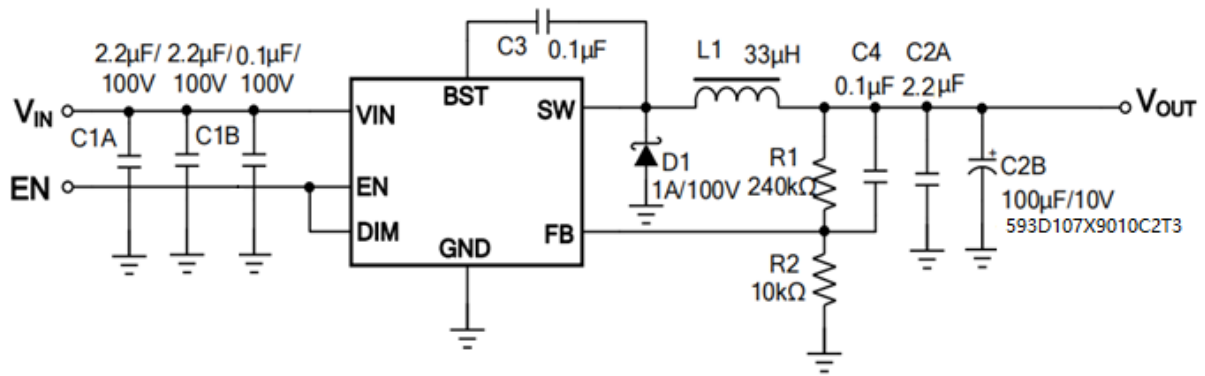 C3 0.1μF
L1 33μH
C4 C2A
0.1μF 2.2μF
2.2μF/ 2.2μF/ 0.1μF/
100V 100V 100V
BST
VIN VIN SW VOUT
C1A C1B
D1
1A/100V
R1
240kΩ
C2B
100μF/10V
593D107X9010C2T3
+
EN EN
DIM FB
GND
R2
10kΩ